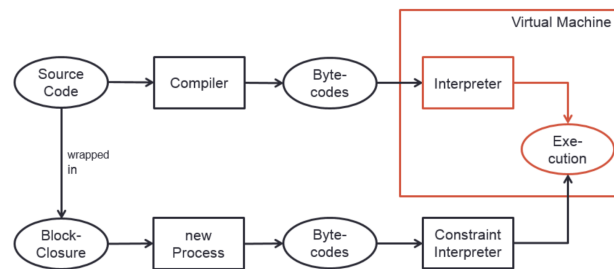 Virtual Machine
Source
Code
Compiler
Byte-
codes
Interpreter
Exe-
cution
wrapped
in
Block-
Closure
new
Process
Byte-
codes
Constraint
Interpreter